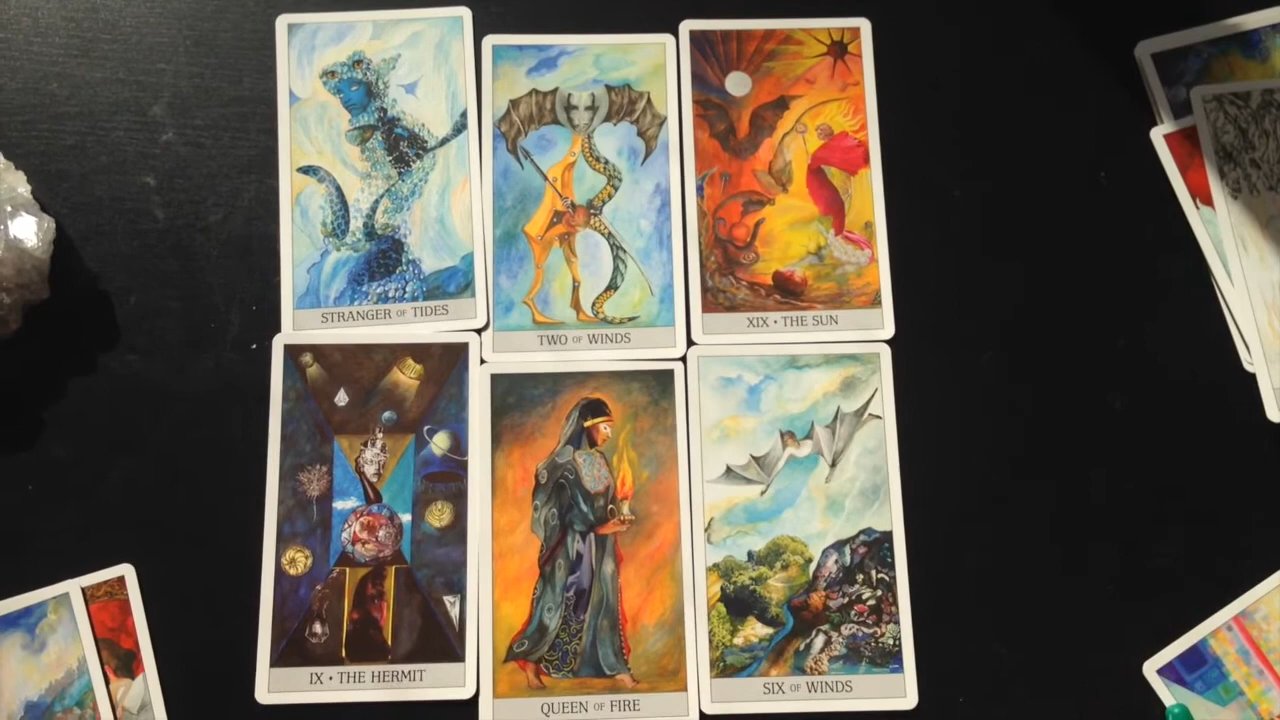 STRANGER OF TIDES
TWO OF WINDS
XIX • THE SUN
IX • THE HERMIT
QUEEN OF FIRE
SIX OF WINDS